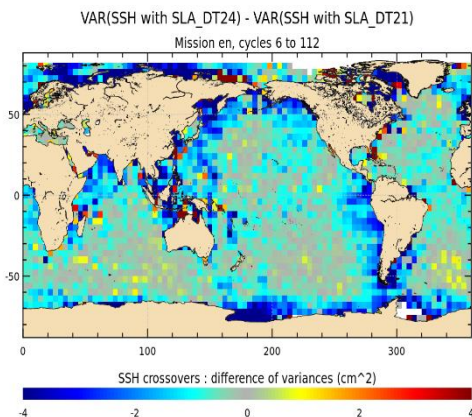 VAR(SSH with SLA_DT24) - VAR(SSH with SLA_DT21)
Mission en, cycles 6 to 112
50
0
-50
0 100 200 300
SSH crossovers : difference of variances (cm^2)
-4 -2 0 2 4